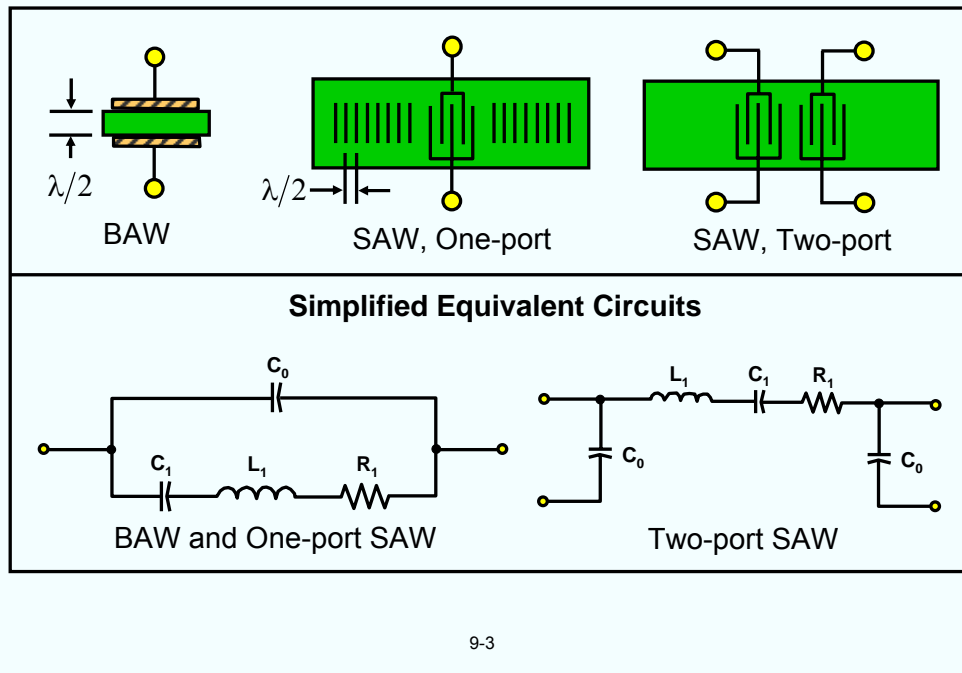 λ/2
BAW
λ/2
SAW, One-port
SAW, Two-port
Simplified Equivalent Circuits
C₀
C₁
L₁
R₁
BAW and One-port SAW
L₁
C₁
R₁
C₀
C₀
Two-port SAW
9-3